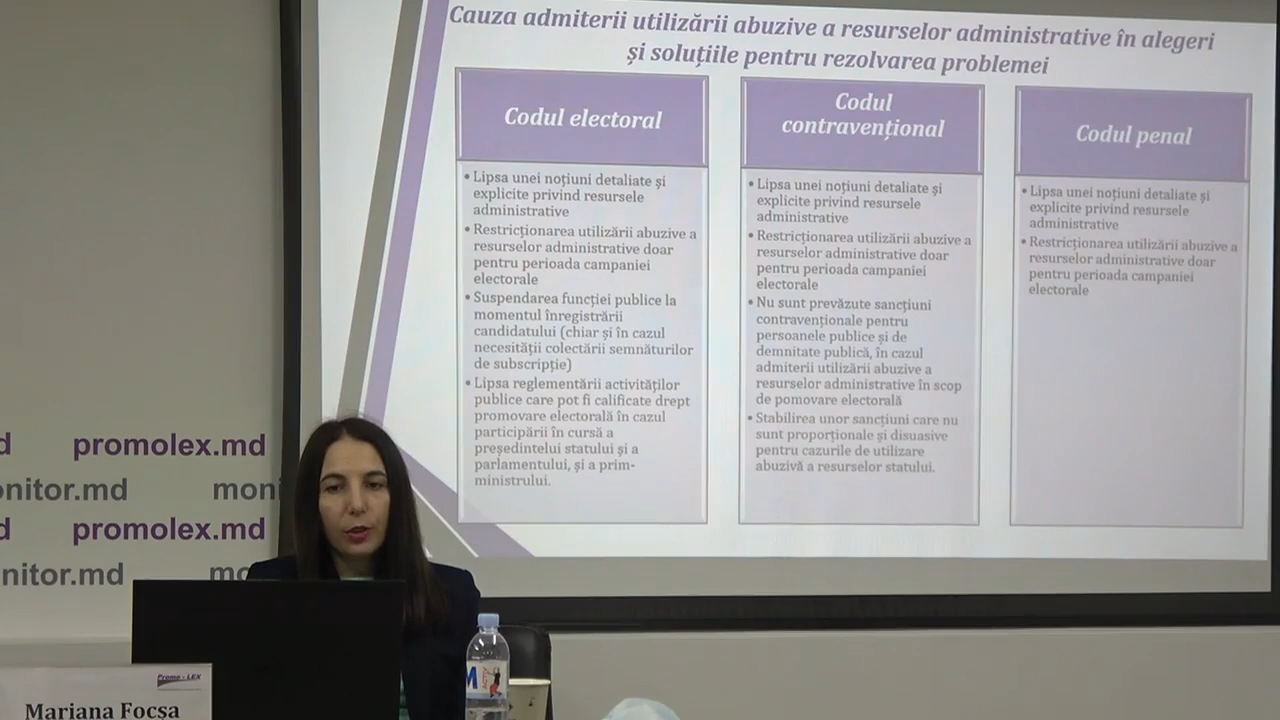 Cauza admiterii utilizării abuzive a resurselor administrative în alegeri
și soluțiile pentru rezolvarea problemei
Codul electoral
• Lipsa unei noțiuni detaliate și
explicite privind resursele
administrative
• Restricționarea utilizării abuzive a
resurselor administrative doar
pentru perioada campaniei
electorale
• Suspendarea funcției publice la
momentul înregistrării
candidatului (chiar și în cazul
necesității colectării semnăturilor
de subscripție)
• Lipsa reglementării activităților
publice care pot fi calificate drept
promovare electorală în cazul
participării în cursă a
președintelui statului și a
parlamentului, și a prim-
ministrului.
Codul
contravențional
• Lipsa unei noțiuni detaliate și
explicite privind resursele
administrative
• Restricționarea utilizării abuzive a
resurselor administrative doar
pentru perioada campaniei
electorale
• Nu sunt prevăzute sancțiuni
contravenționale pentru
persoanele publice și de
demnitate publică, în cazul
admiterii utilizării abuzive a
resurselor administrative în scop
de pomovare electorală
• Stabilirea unor sancțiuni care nu
sunt proporționale și disuasive
pentru cazurile de utilizare
abuzivă a resurselor statului.
Codul penal
• Lipsa unei noțiuni detaliate și
explicite privind resursele
administrative
• Restricționarea utilizării abuzive a
resurselor administrative doar
pentru perioada campaniei
electorale
d promolex.md
onitor.md moni
d promolex.md
nitor.md mo
Promo - LEX
Mariana Focșa